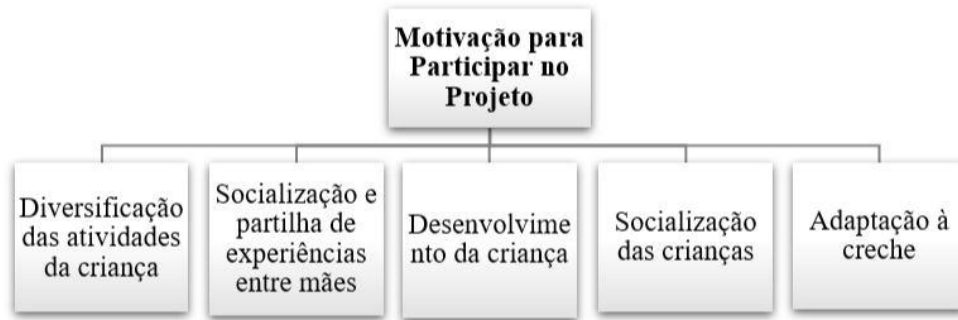 Motivação para
Participar no
Projeto
Diversificação
das atividades
da criança
Socialização e
partilha de
experiências
entre mães
Desenvolvime
nto da criança
Socialização
das crianças
Adaptação à
creche